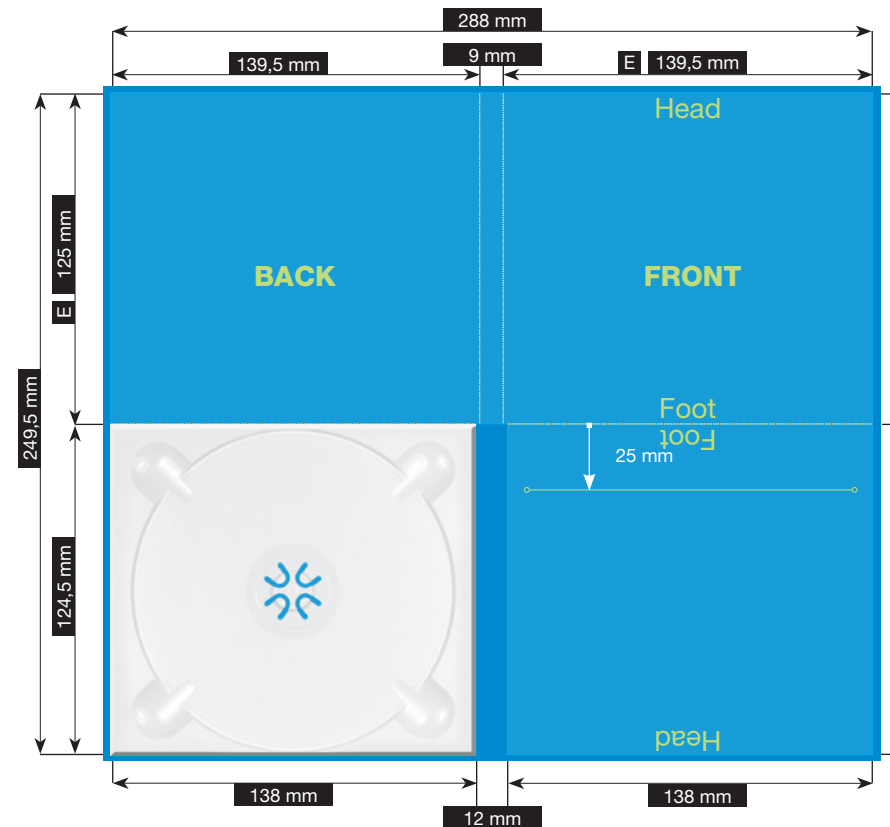 288 mm
9 mm
139,5 mm
E 139,5 mm
Head
125 mm
E
BACK
FRONT
249,5 mm
Foot
Foot
25 mm
124,5 mm
Head
138 mm
138 mm
12 mm